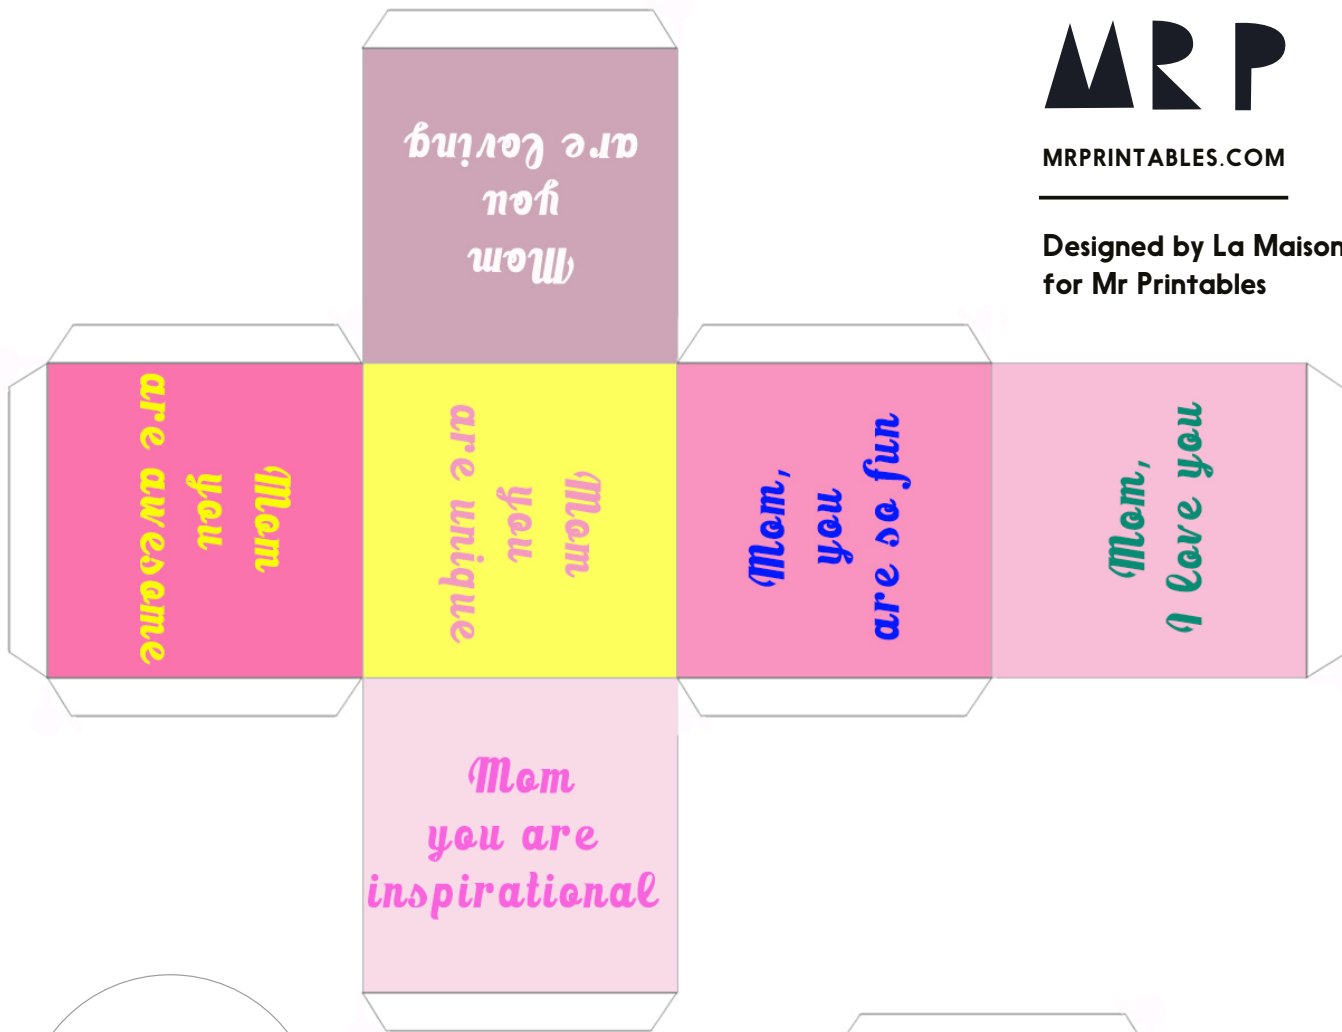 MRP
MRPRINTABLES.COM
Designed by La Maison
for Mr Printables
Mom
you
are loving
Mom
you
are awesome
Mom
you
are unique
Mom,
you
are so fun
Mom,
I love you
Mom
you are
inspirational